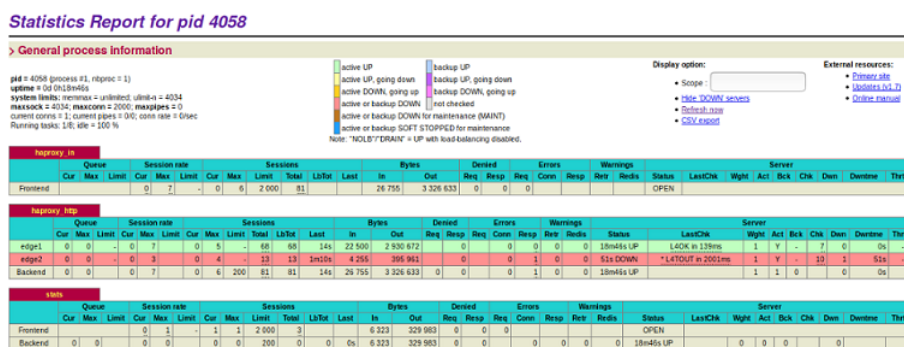 Statistics Report for pid 4058
> General process information
pid = 4058 (process #1, nbproc = 1)
uptime = 0d 0h18m46s
system limits: memmax = unlimited; ulimit-n = 4034
maxsock = 4034; maxconn = 2000; maxpipes = 0
current conns = 1; current pipes = 0/0; conn rate = 0/sec
Running tasks: 1/8; idle = 100 %
active UP backup UP
active UP, going down backup UP, going down
active DOWN, going up backup DOWN, going up
active or backup DOWN not checked
active or backup DOWN for maintenance (MAINT)
active or backup SOFT STOPPED for maintenance
Note: "NOLB"/"DRAIN" = UP with load-balancing disabled.
Display option:
Scope :
Hide 'DOWN' servers
Refresh now
CSV export
External resources:
Primary site
Updates (v1.7)
Online manual
haproxy_in
Queue Session rate Sessions Bytes Denied Errors Warnings Server
Cur Max Limit Cur Max Limit Cur Max Limit Total LbTot Last In Out Req Resp Req Conn Resp Retr Redis Status LastChk Wght Act Bck Chk Dwn Dwntme Thrt
Frontend 0 7 - 0 6 2 000 81 26 755 3 326 633 0 0 0 OPEN
haproxy_http
Queue Session rate Sessions Bytes Denied Errors Warnings Server
Cur Max Limit Cur Max Limit Cur Max Limit Total LbTot Last In Out Req Resp Req Conn Resp Retr Redis Status LastChk Wght Act Bck Chk Dwn Dwntme Thrt
edge1 0 0 - 0 7 0 5 - 68 68 14s 22 500 2 930 672 0 0 0 0 0 18m46s UP L4OK in 139ms 1 Y - 7 0 0s
edge2 0 0 - 0 3 0 4 - 13 13 1m10s 4 255 395 961 0 0 1 0 0 51s DOWN * L4TOUT in 2001ms 1 Y - 10 1 51s
Backend 0 0 0 7 0 6 200 81 81 14s 26 755 3 326 633 0 0 0 1 0 0 18m46s UP 1 1 0 0 0s
stats
Queue Session rate Sessions Bytes Denied Errors Warnings Server
Cur Max Limit Cur Max Limit Cur Max Limit Total LbTot Last In Out Req Resp Req Conn Resp Retr Redis Status LastChk Wght Act Bck Chk Dwn Dwntme Thrt
Frontend 0 1 - 1 1 2 000 3 6 323 329 983 0 0 0 OPEN
Backend 0 0 0 0 0 0 200 0 0 0s 6 323 329 983 0 0 0 0 0 0 18m46s UP 0 0 0 0